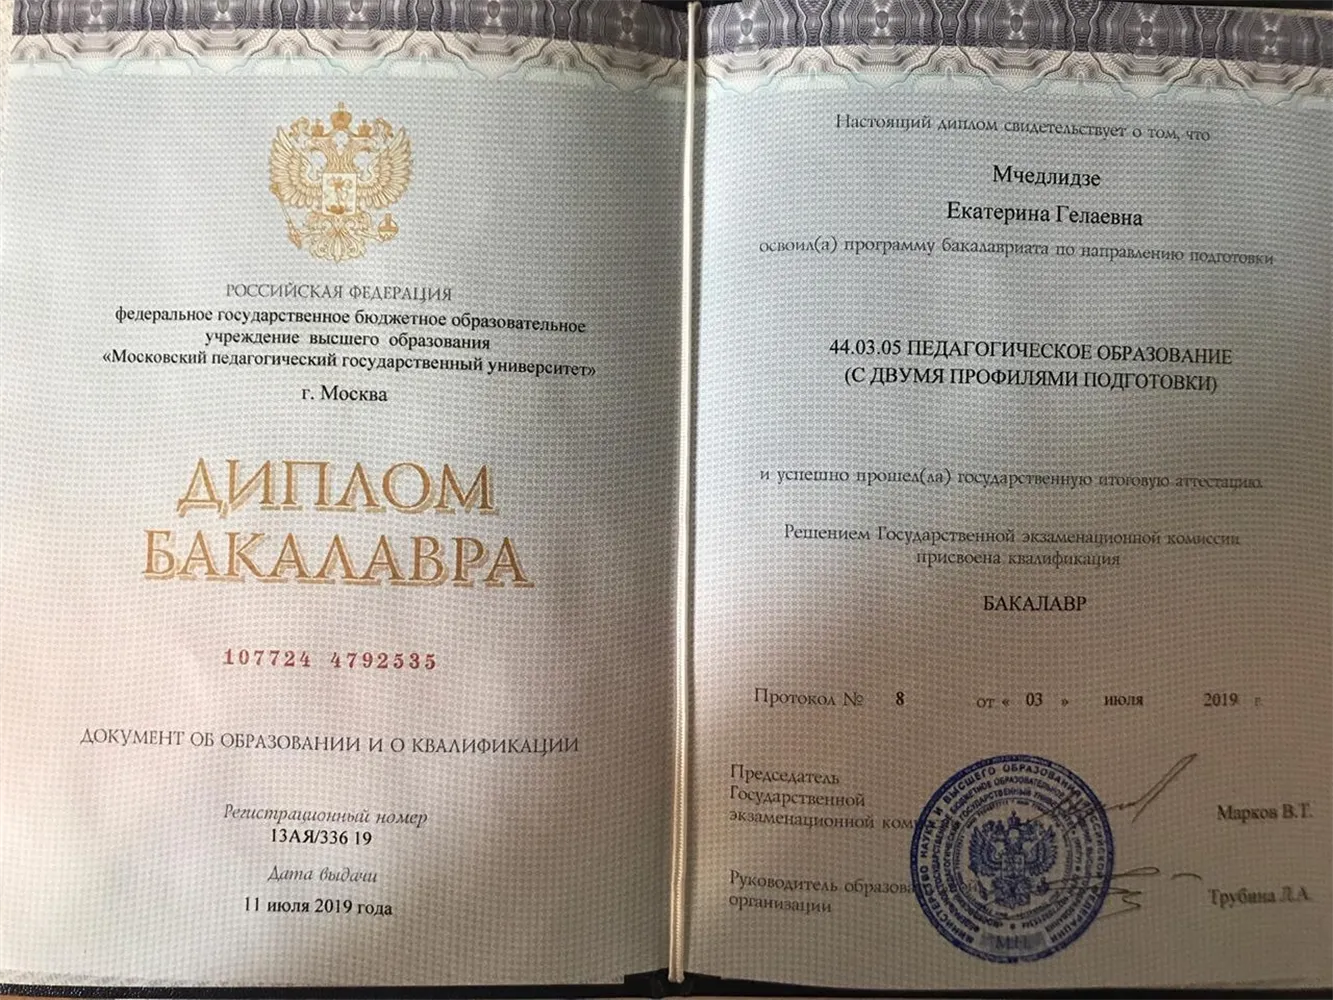 РОССИЙСКАЯ ФЕДЕРАЦИЯ
федеральное государственное бюджетное образовательное
учреждение высшего образования
«Московский педагогический государственный университет»
г. Москва
ДИПЛОМ
БАКАЛАВРА
107724 4792535
ДОКУМЕНТ ОБ ОБРАЗОВАНИИ И О КВАЛИФИКАЦИИ
Регистрационный номер
13АЯ/336 19
Дата выдачи
11 июля 2019 года
Настоящий диплом свидетельствует о том, что
Мчедлидзе
Екатерина Гелаевна
освоил(а) программу бакалавриата по направлению подготовки
44.03.05 ПЕДАГОГИЧЕСКОЕ ОБРАЗОВАНИЕ
(С ДВУМЯ ПРОФИЛЯМИ ПОДГОТОВКИ)
и успешно прошел(ла) государственную итоговую аттестацию.
Решением Государственной экзаменационной комиссии
присвоена квалификация
БАКАЛАВР
Протокол № 8 от « 03 » июля 2019 г.
Председатель
Государственной
экзаменационной ком
Марков В.Т.
Руководитель образова
организации
Трубина Л.А.
М.П.